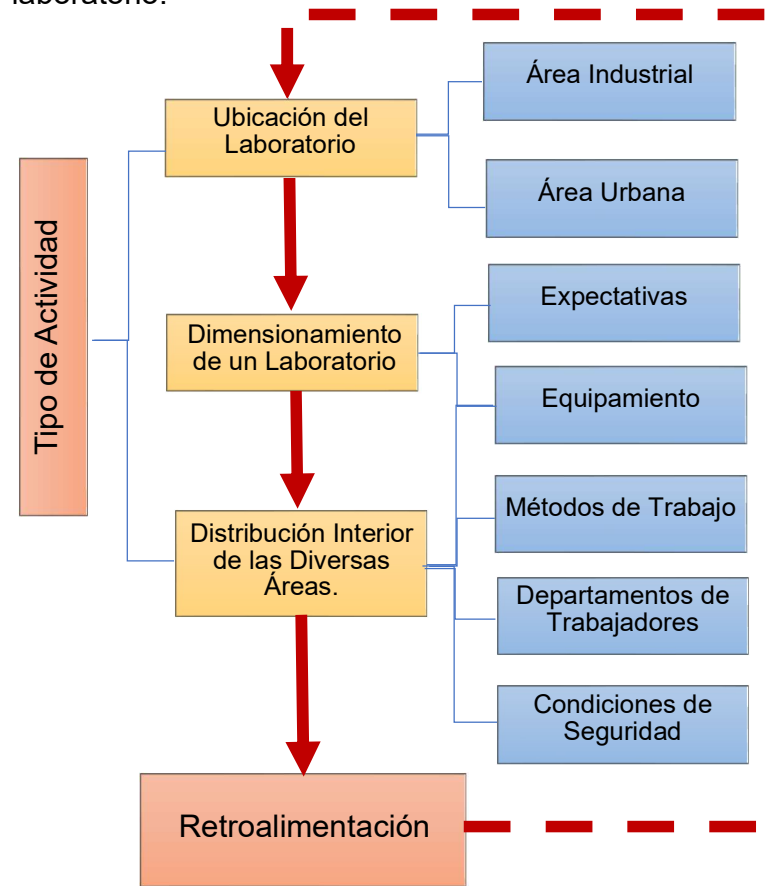 laboratorio.
Ubicación del
Laboratorio
Área Industrial
Área Urbana
Tipo de Actividad
Dimensionamiento
de un Laboratorio
Expectativas
Equipamiento
Distribución Interior
de las Diversas
Áreas.
Métodos de Trabajo
Departamentos de
Trabajadores
Condiciones de
Seguridad
Retroalimentación